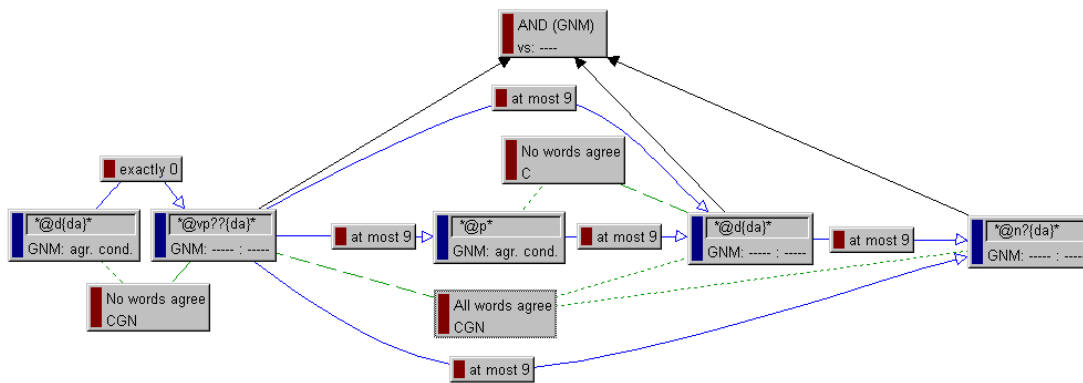 AND (GNM)
vs: ----
at most 9
No words agree
C
exactly 0
*@d{da}*
GNM: agr. cond.
*@vp??{da}*
GNM: ----- : -----
at most 9
*@p*
GNM: agr. cond.
at most 9
*@d{da}*
GNM: ----- : -----
at most 9
*@n?{da}*
GNM: ----- : -----
No words agree
CGN
All words agree
CGN
at most 9